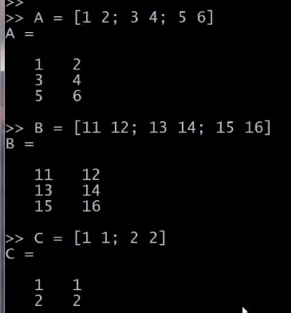 >>
>> A = [1 2; 3 4; 5 6]
A =
1 2
3 4
5 6
>> B = [11 12; 13 14; 15 16]
B =
11 12
13 14
15 16
>> C = [1 1; 2 2]
C =
1 1
2 2